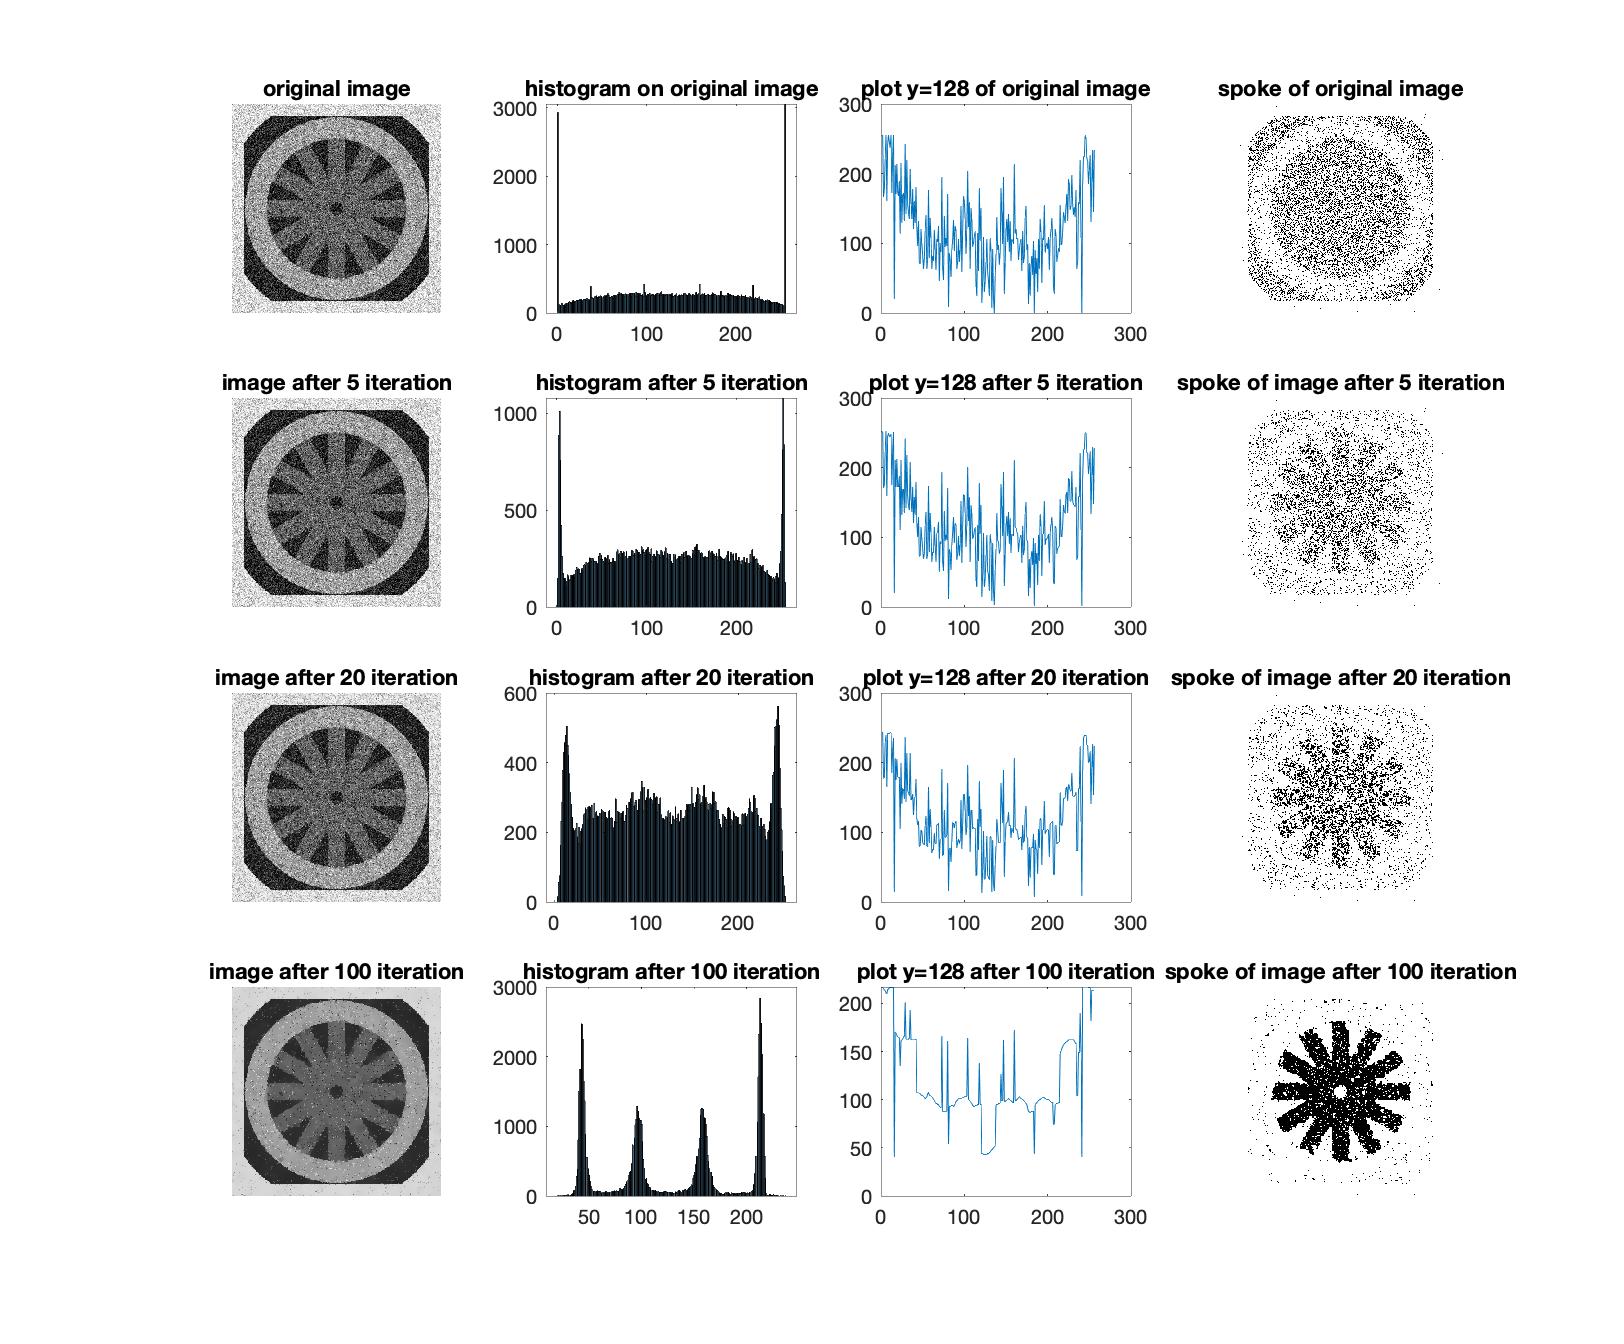 original image
histogram on original image
plot y=128 of original image
spoke of original image
3000
2000
1000
0
0 100 200
300
200
100
0
0 100 200 300
image after 5 iteration
histogram after 5 iteration
plot y=128 after 5 iteration
spoke of image after 5 iteration
1000
500
0
0 100 200
300
200
100
0
0 100 200 300
image after 20 iteration
histogram after 20 iteration
plot y=128 after 20 iteration
spoke of image after 20 iteration
600
400
200
0
0 100 200
300
200
100
0
0 100 200 300
image after 100 iteration
histogram after 100 iteration
plot y=128 after 100 iteration
spoke of image after 100 iteration
3000
2000
1000
0
50 100 150 200
200
150
100
50
0
0 100 200 300